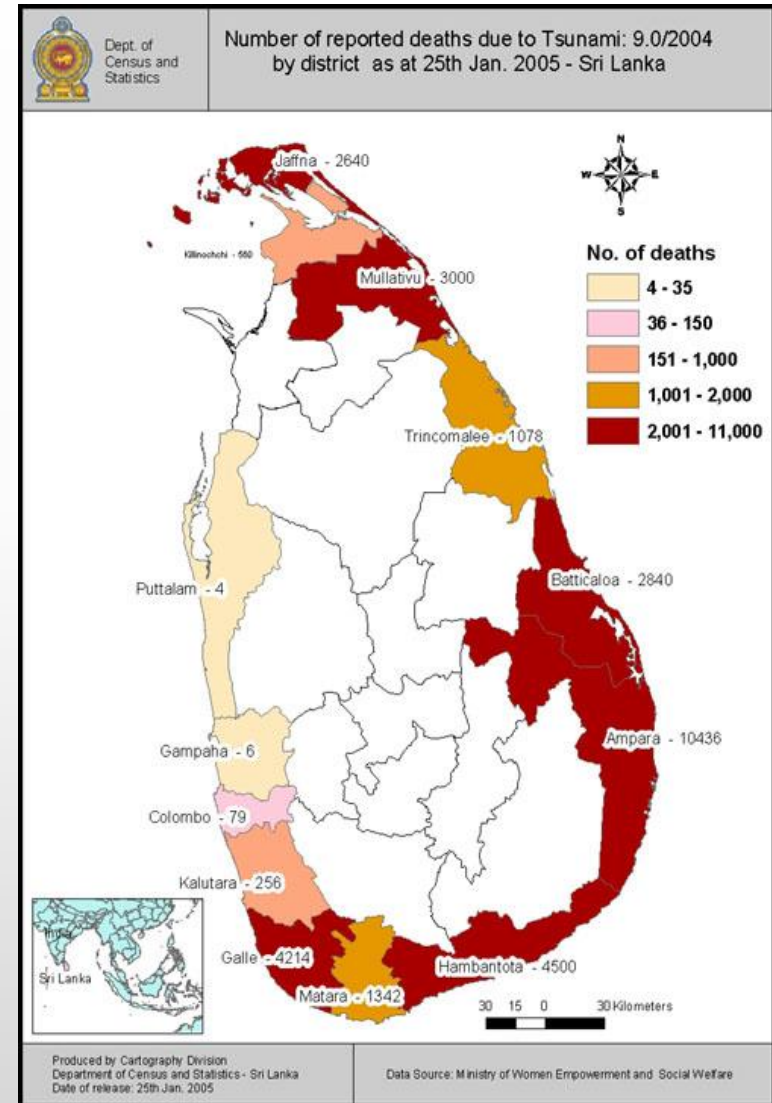 Dept. of
Census and
Statistics
Number of reported deaths due to Tsunami: 9.0/2004
by district as at 25th Jan. 2005 - Sri Lanka
N
W E
S
Jaffna - 2640
Killinochchi - 560
Mullativu - 3000
No. of deaths
4 - 35
36 - 150
151 - 1,000
1,001 - 2,000
2,001 - 11,000
Trincomalee - 1078
Batticaloa - 2840
Puttalam - 4
Ampara - 10436
Gampaha - 6
Colombo - 79
Kalutara - 256
Galle - 4214
Hambantota - 4500
Matara - 1342
India
Sri Lanka
30 15 0 30 Kilometers
Produced by Cartography Division
Department of Census and Statistics - Sri Lanka
Date of release: 25th Jan. 2005
Data Source: Ministry of Women Empowerment and Social Welfare